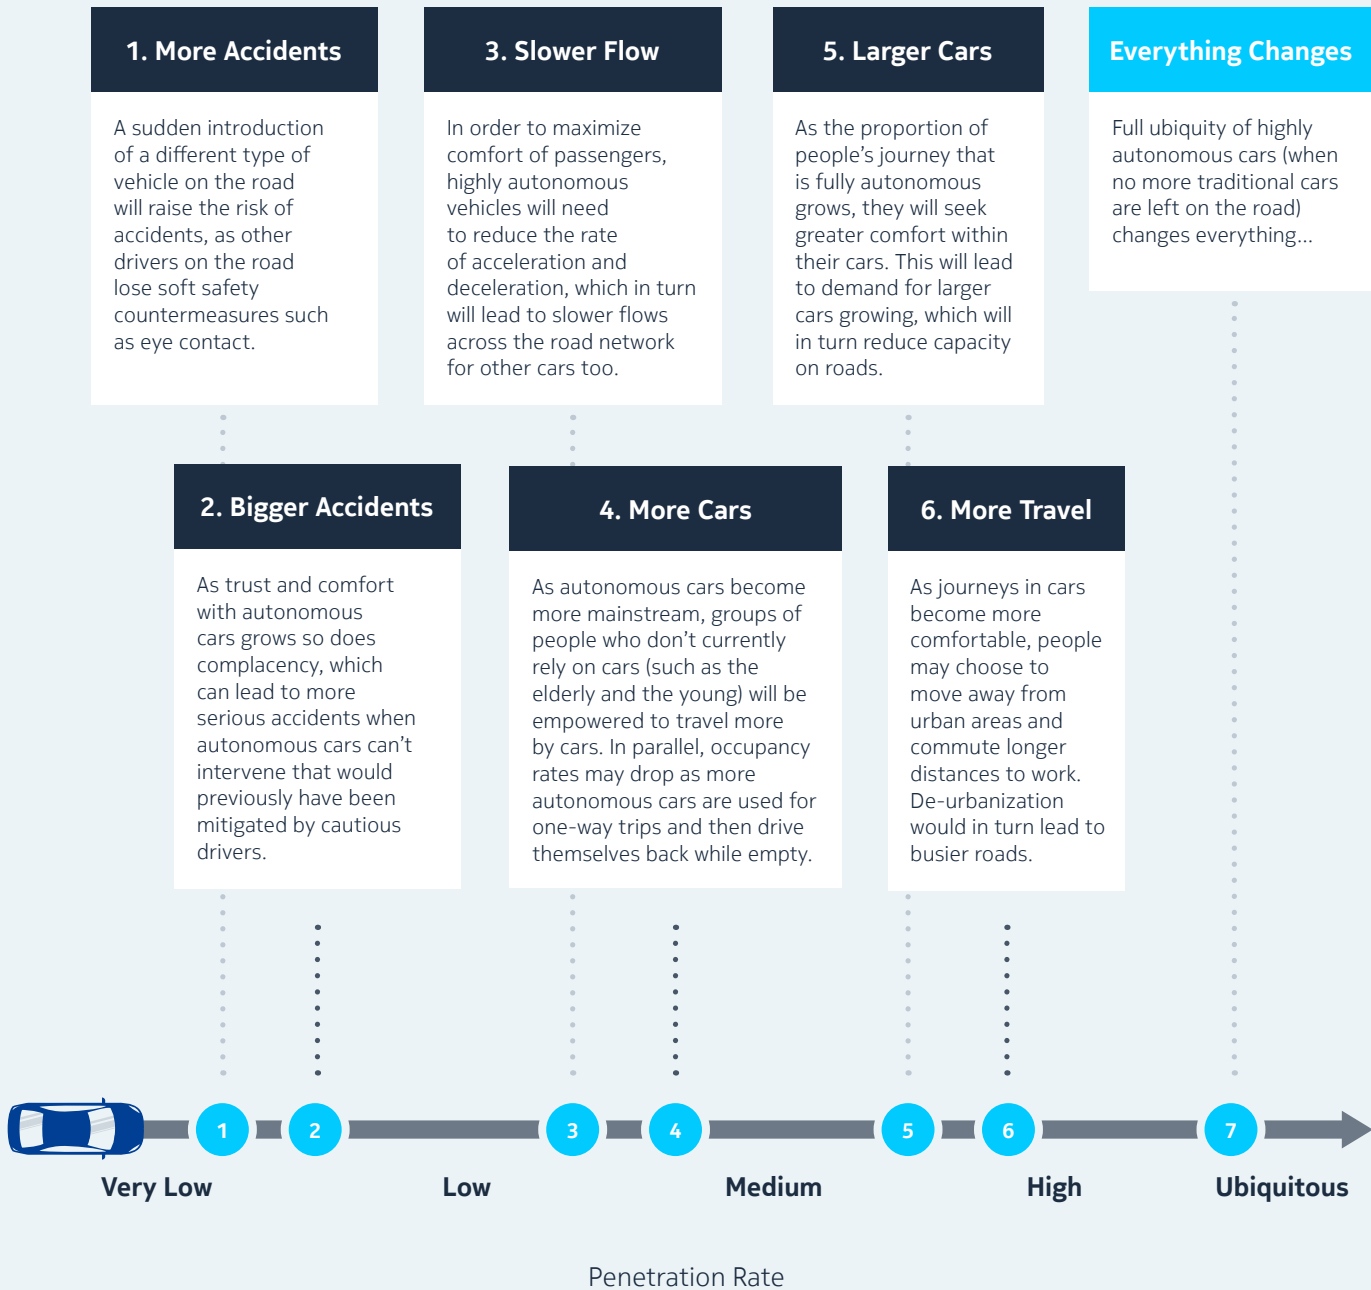 1. More Accidents
A sudden introduction
of a different type of
vehicle on the road
will raise the risk of
accidents, as other
drivers on the road
lose soft safety
countermeasures such
as eye contact.
2. Bigger Accidents
As trust and comfort
with autonomous
cars grows so does
complacency, which
can lead to more
serious accidents when
autonomous cars can’t
intervene that would
previously have been
mitigated by cautious
drivers.
3. Slower Flow
In order to maximize
comfort of passengers,
highly autonomous
vehicles will need
to reduce the rate
of acceleration and
deceleration, which in turn
will lead to slower flows
across the road network
for other cars too.
4. More Cars
As autonomous cars become
more mainstream, groups of
people who don’t currently
rely on cars (such as the
elderly and the young) will be
empowered to travel more
by cars. In parallel, occupancy
rates may drop as more
autonomous cars are used for
one-way trips and then drive
themselves back while empty.
5. Larger Cars
As the proportion of
people’s journey that
is fully autonomous
grows, they will seek
greater comfort within
their cars. This will lead
to demand for larger
cars growing, which will
in turn reduce capacity
on roads.
6. More Travel
As journeys in cars
become more
comfortable, people
may choose to
move away from
urban areas and
commute longer
distances to work.
De-urbanization
would in turn lead to
busier roads.
Everything Changes
Full ubiquity of highly
autonomous cars (when
no more traditional cars
are left on the road)
changes everything...
1 2 3 4 5 6 7
Very Low Low Medium High Ubiquitous
Penetration Rate